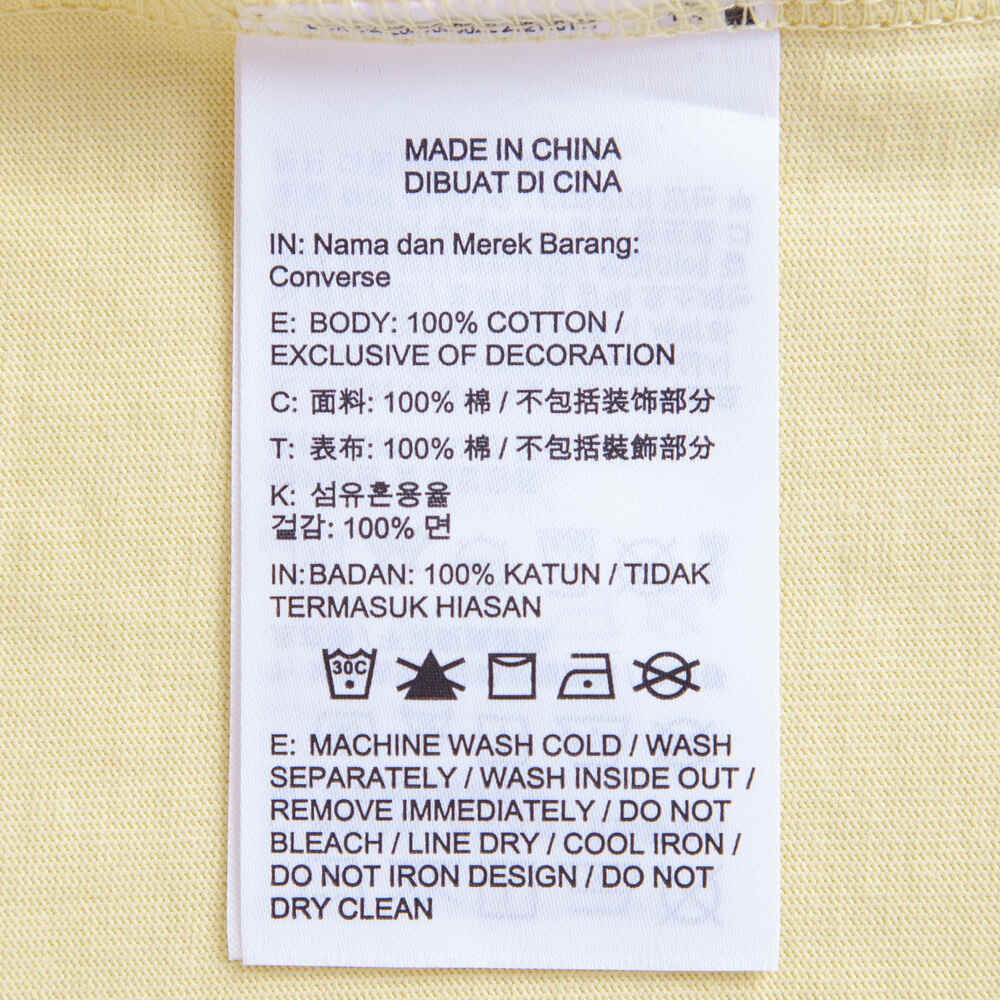 MADE IN CHINA
DIBUAT DI CINA
IN: Nama dan Merek Barang:
Converse
E: BODY: 100% COTTON /
EXCLUSIVE OF DECORATION
C: 面料: 100% 棉 / 不包括装饰部分
T: 表布: 100% 棉 / 不包括裝飾部分
K: 섬유혼용율
겉감: 100% 면
IN:BADAN: 100% KATUN / TIDAK
TERMASUK HIASAN
30C
E: MACHINE WASH COLD / WASH
SEPARATELY / WASH INSIDE OUT /
REMOVE IMMEDIATELY / DO NOT
BLEACH / LINE DRY / COOL IRON /
DO NOT IRON DESIGN / DO NOT
DRY CLEAN